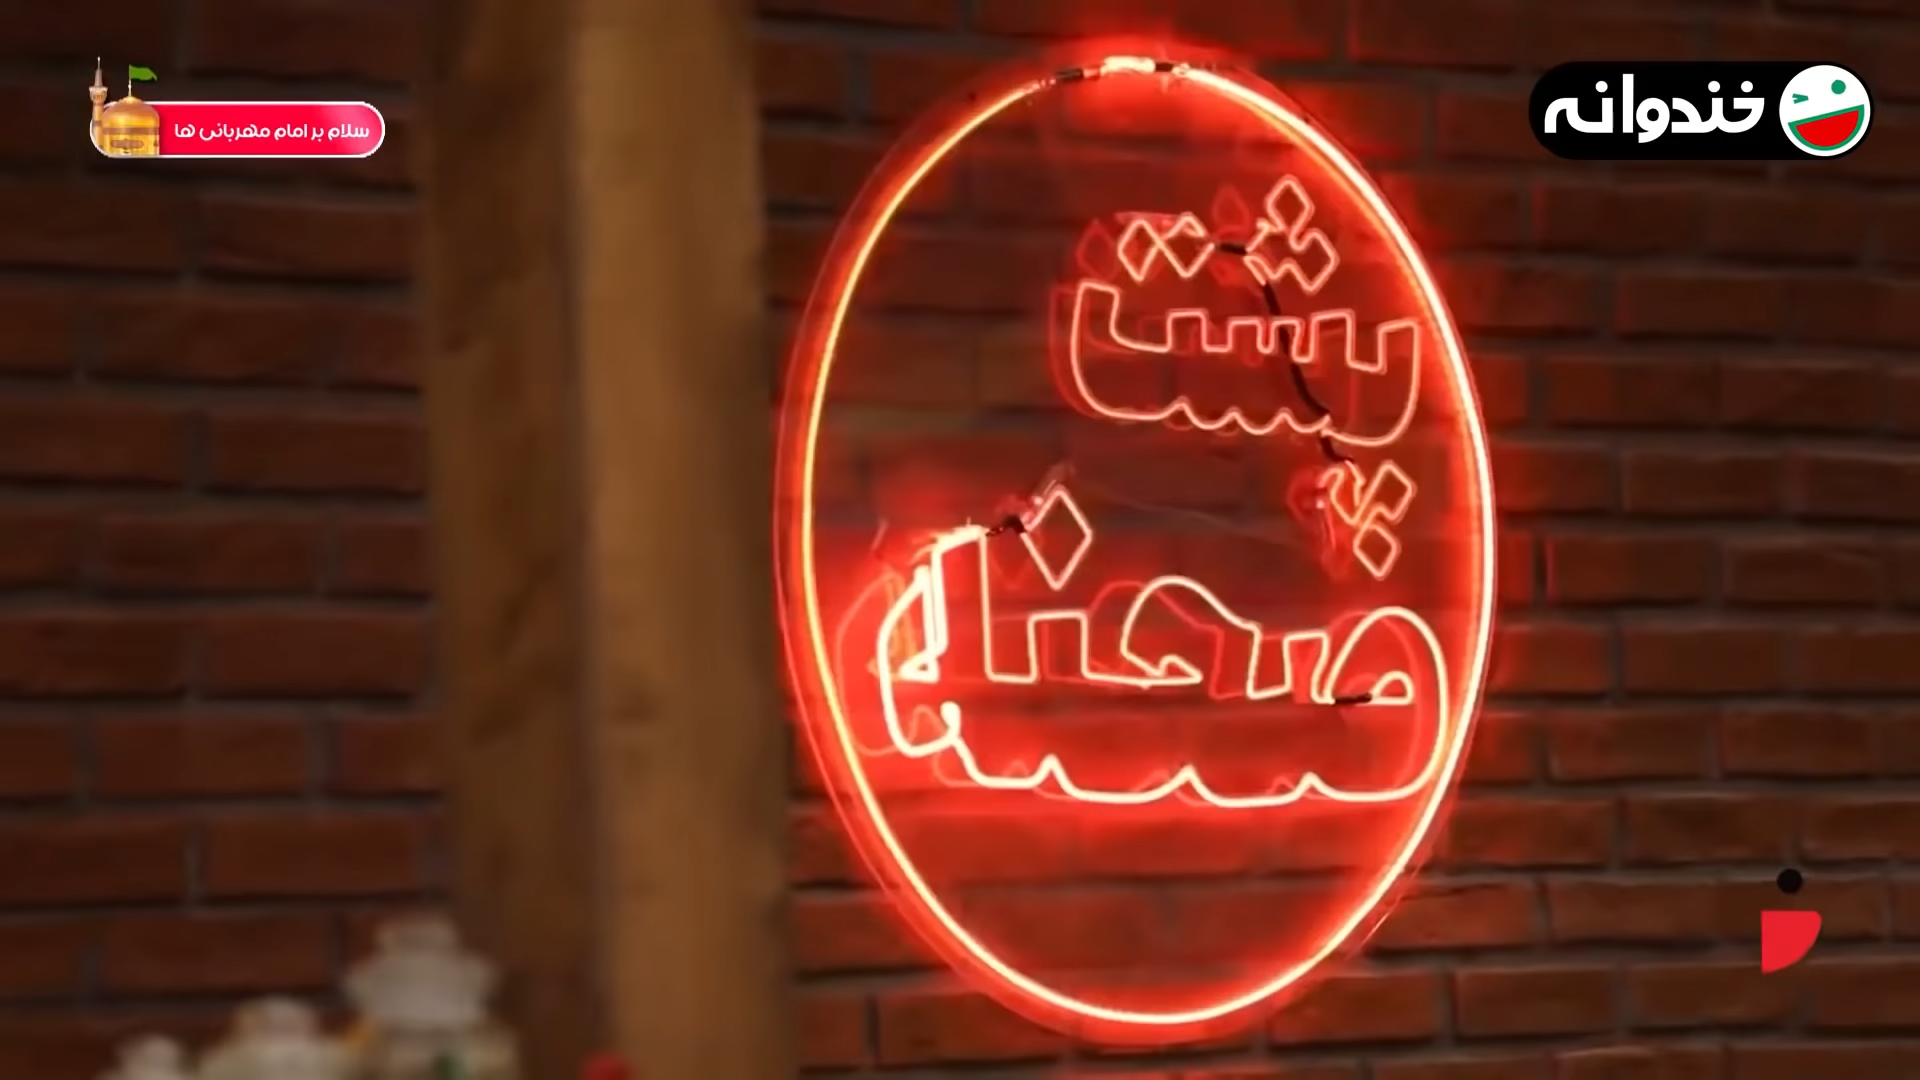 سلام بر امام مهربانی ها
خندوانه
پشت
صحنه